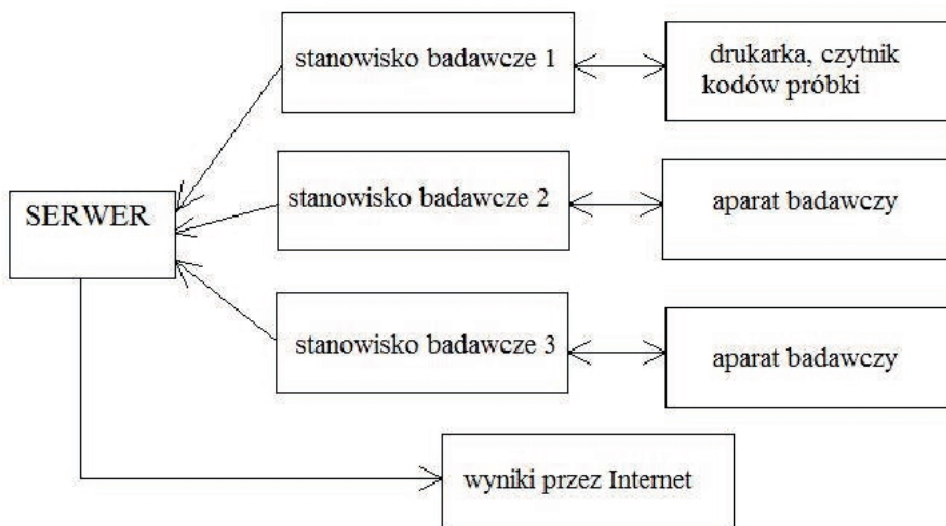 stanowisko badawcze 1
drukarka, czytnik
kodów próbki
SERWER
stanowisko badawcze 2
aparat badawczy
stanowisko badawcze 3
aparat badawczy
wyniki przez Internet